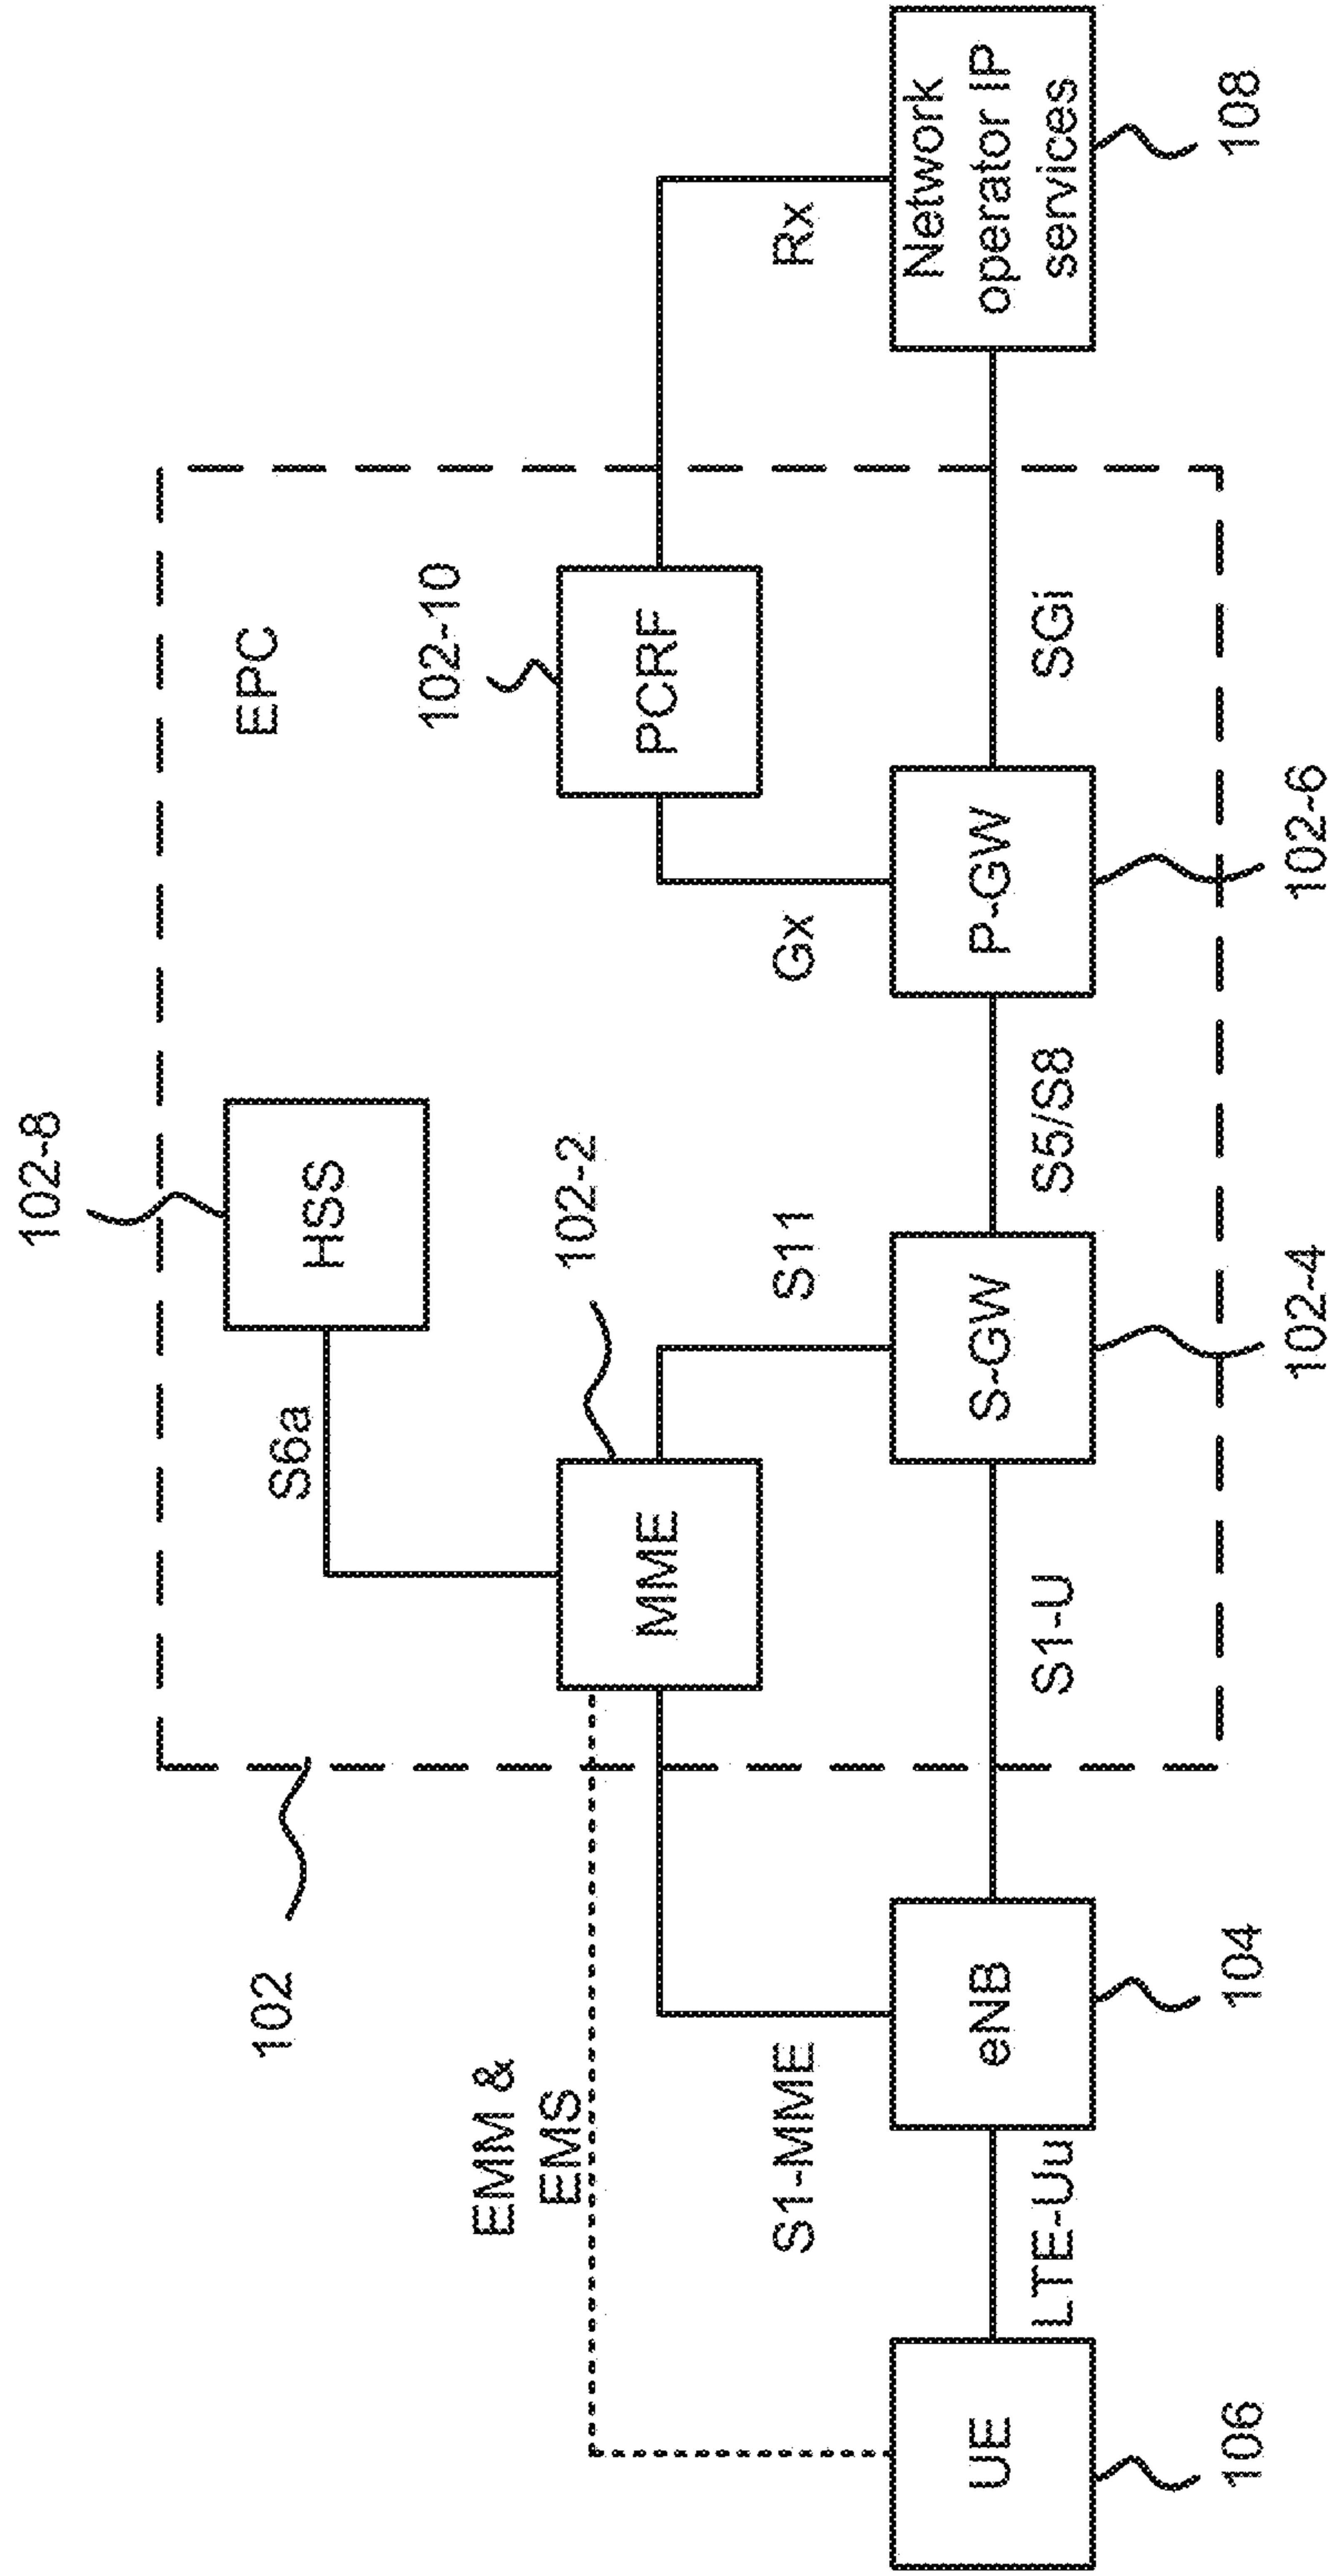 102-8
102
EPC
HSS
S6a
102-10
102-2
EMM &
EMS
MME
PCRF
S1-MME
S11
Gx
Rx
UE
eNB
S-GW
P-GW
Network
operator IP
services
LTE-Uu
S1-U
S5/S8
SGi
106
104
102-4
102-6
108